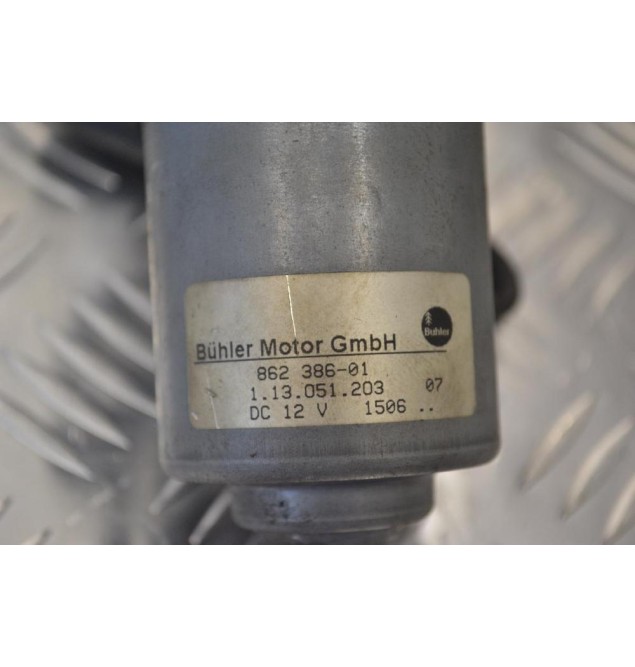 Bühler Motor GmbH
Bühler
862 386-01
1.13.051.203 07
DC 12 V 1506 ..